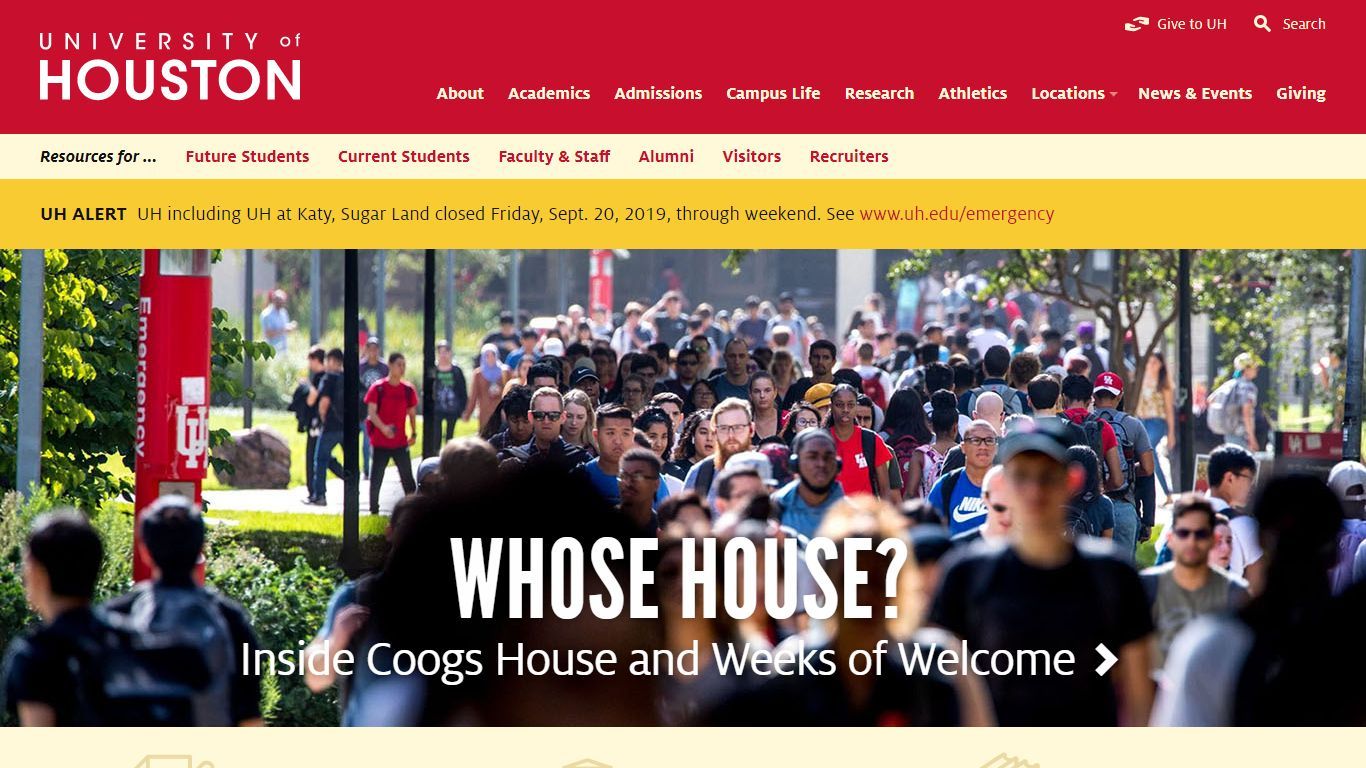 Give to UH
Search
UNIVERSITY of
HOUSTON
About Academics Admissions Campus Life Research Athletics Locations News & Events Giving
Resources for ... Future Students Current Students Faculty & Staff Alumni Visitors Recruiters
UH ALERT UH including UH at Katy, Sugar Land closed Friday, Sept. 20, 2019, through weekend. See www.uh.edu/emergency
Emergency
UH
NIKE
WHOSE HOUSE?
Inside Coogs House and Weeks of Welcome